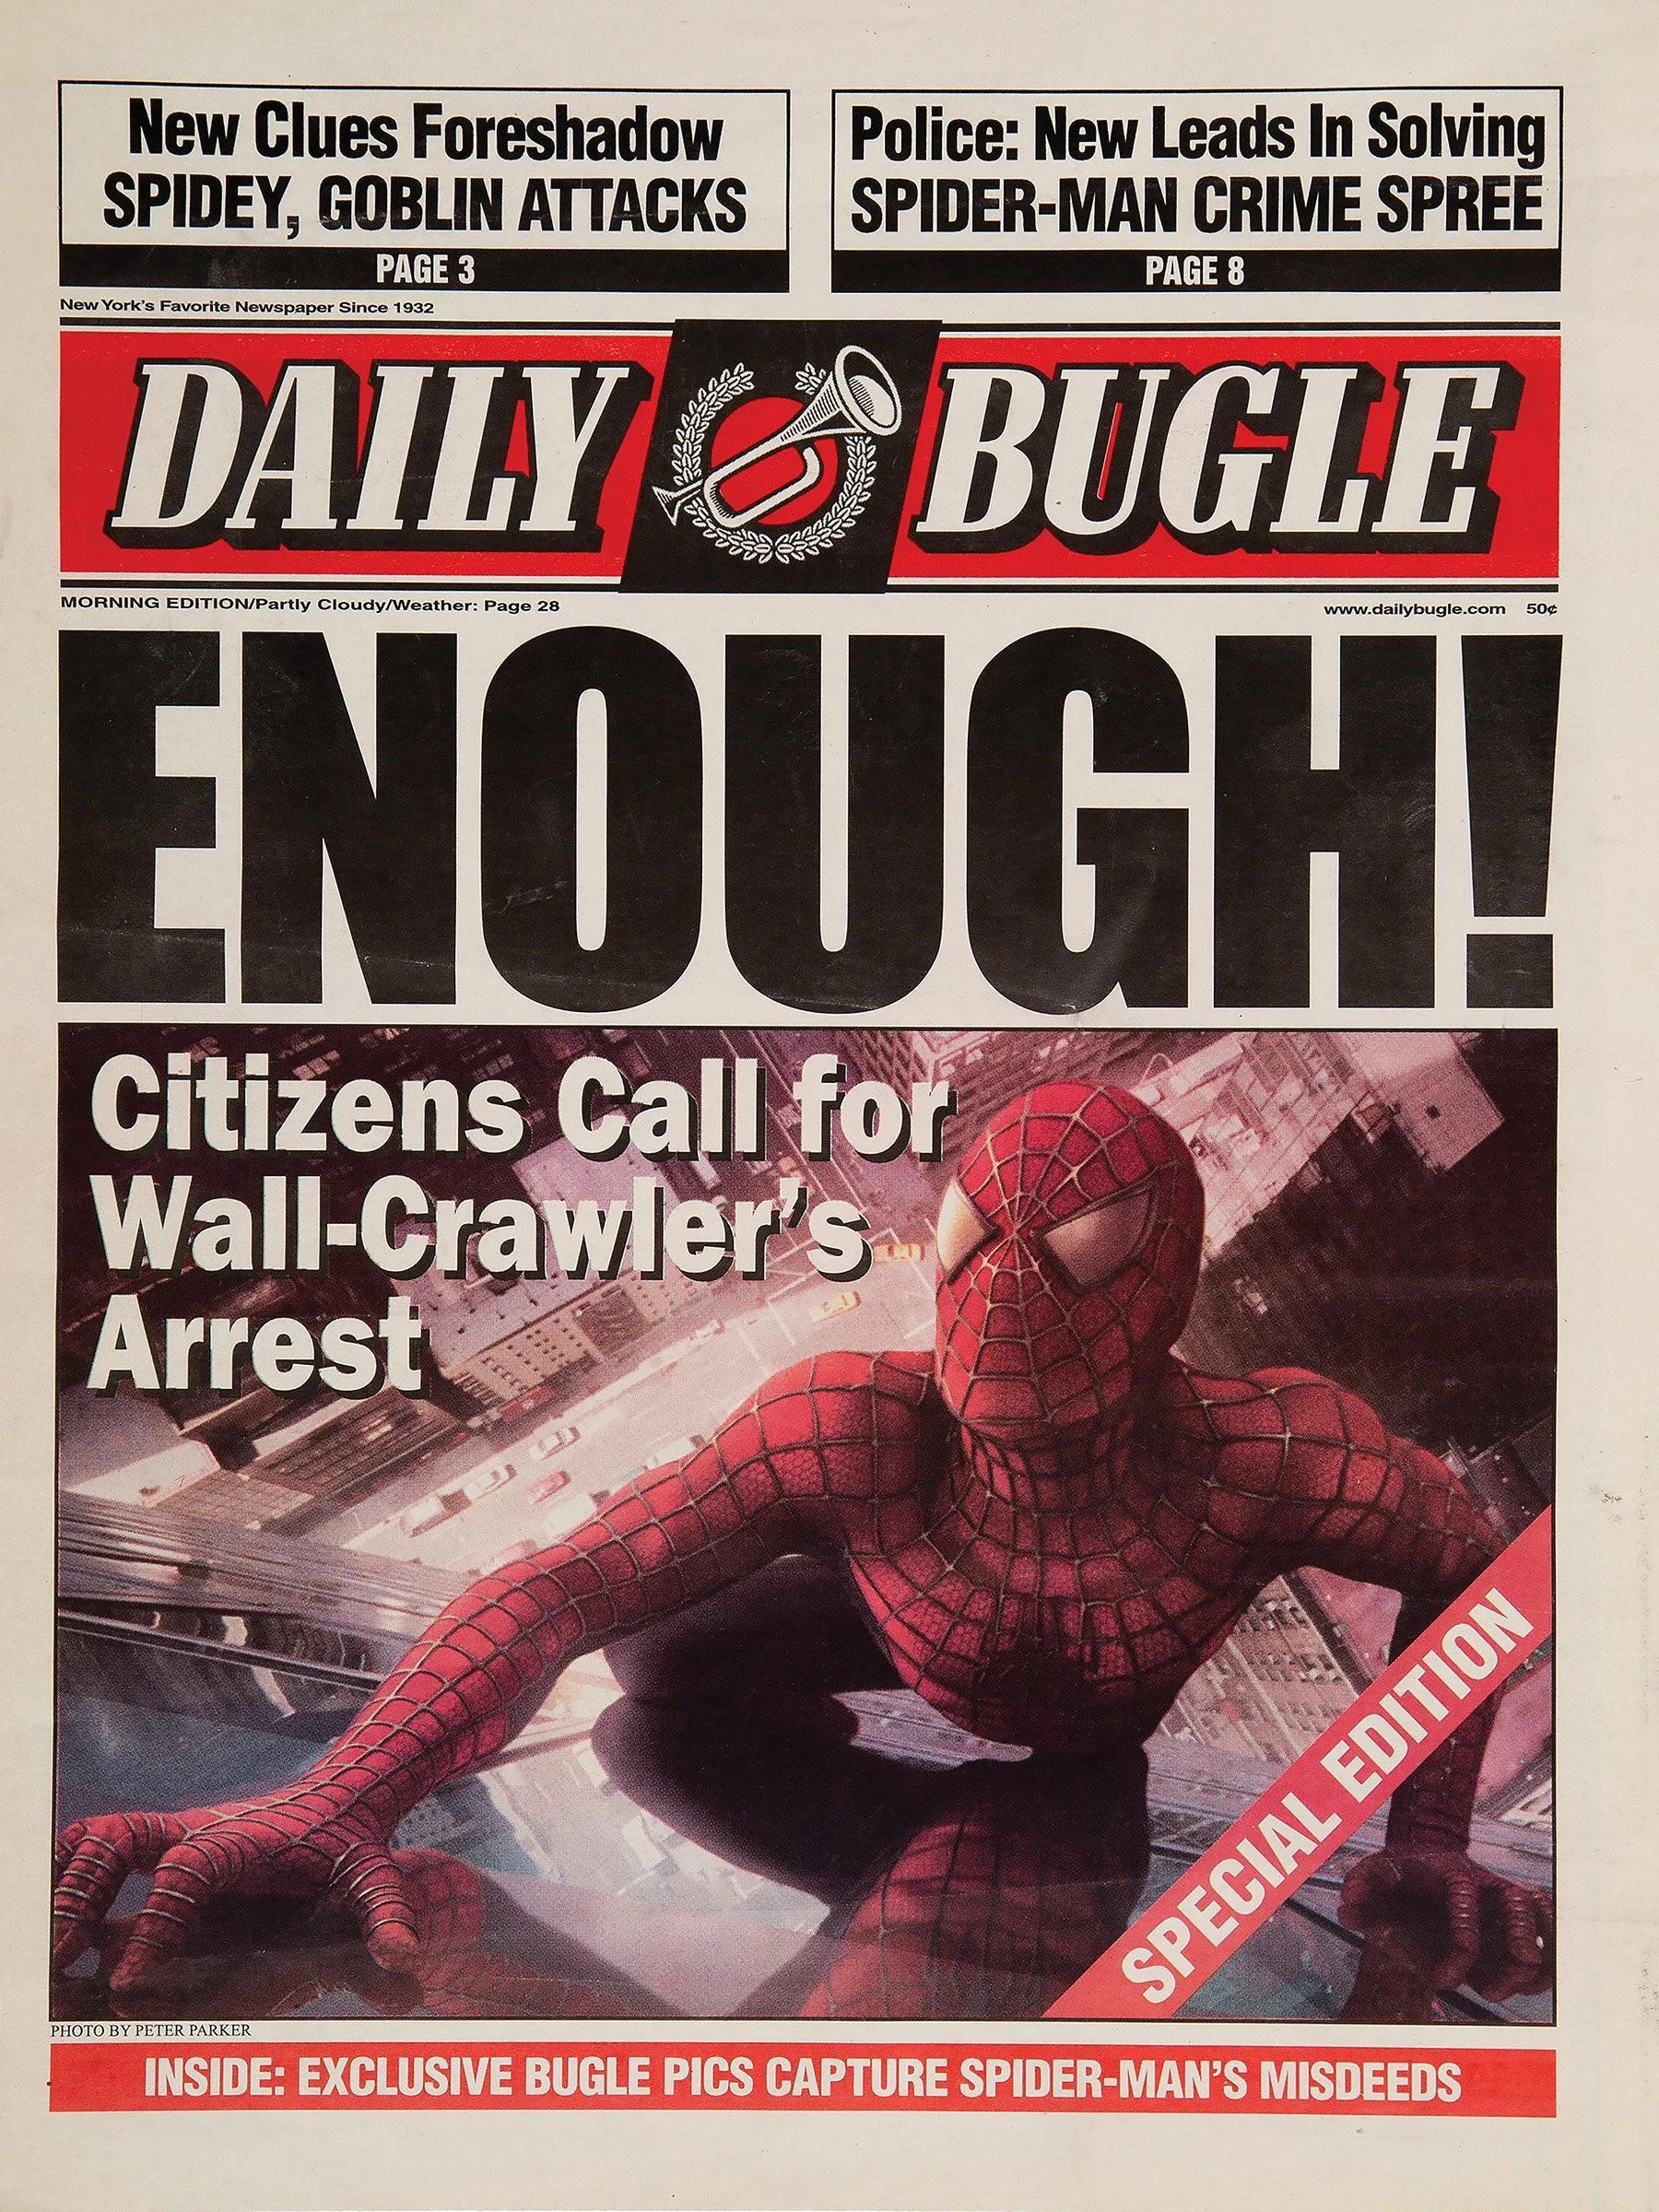 New Clues Foreshadow
SPIDEY, GOBLIN ATTACKS
PAGE 3
Police: New Leads In Solving
SPIDER-MAN CRIME SPREE
PAGE 8
New York's Favorite Newspaper Since 1932
DAILY BUGLE
MORNING EDITION/Partly Cloudy/Weather: Page 28
www.dailybugle.com 50¢
ENOUGH!
Citizens Call for
Wall-Crawler's
Arrest
SPECIAL EDITION
PHOTO BY PETER PARKER
INSIDE: EXCLUSIVE BUGLE PICS CAPTURE SPIDER-MAN'S MISDEEDS